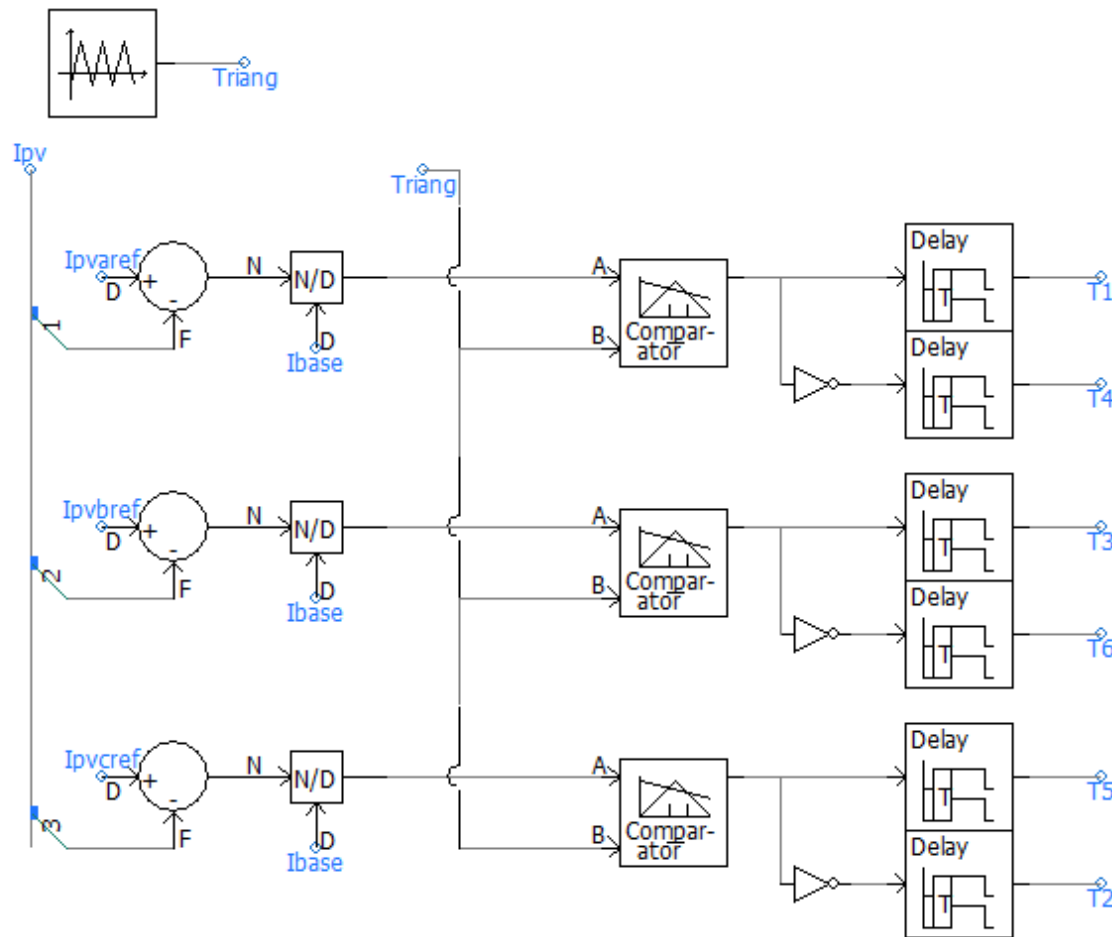 Triang
Ipv
Triang
Ipvaref
+
-
D
F
1
N
N/D
D
Ibase
A
B
Compar-
ator
Delay
T
T1
Delay
T
T4
Ipvbref
+
-
D
F
2
N
N/D
D
Ibase
A
B
Compar-
ator
Delay
T
T3
Delay
T
T6
Ipvcref
+
-
D
F
3
N
N/D
D
Ibase
A
B
Compar-
ator
Delay
T
T5
Delay
T
T2